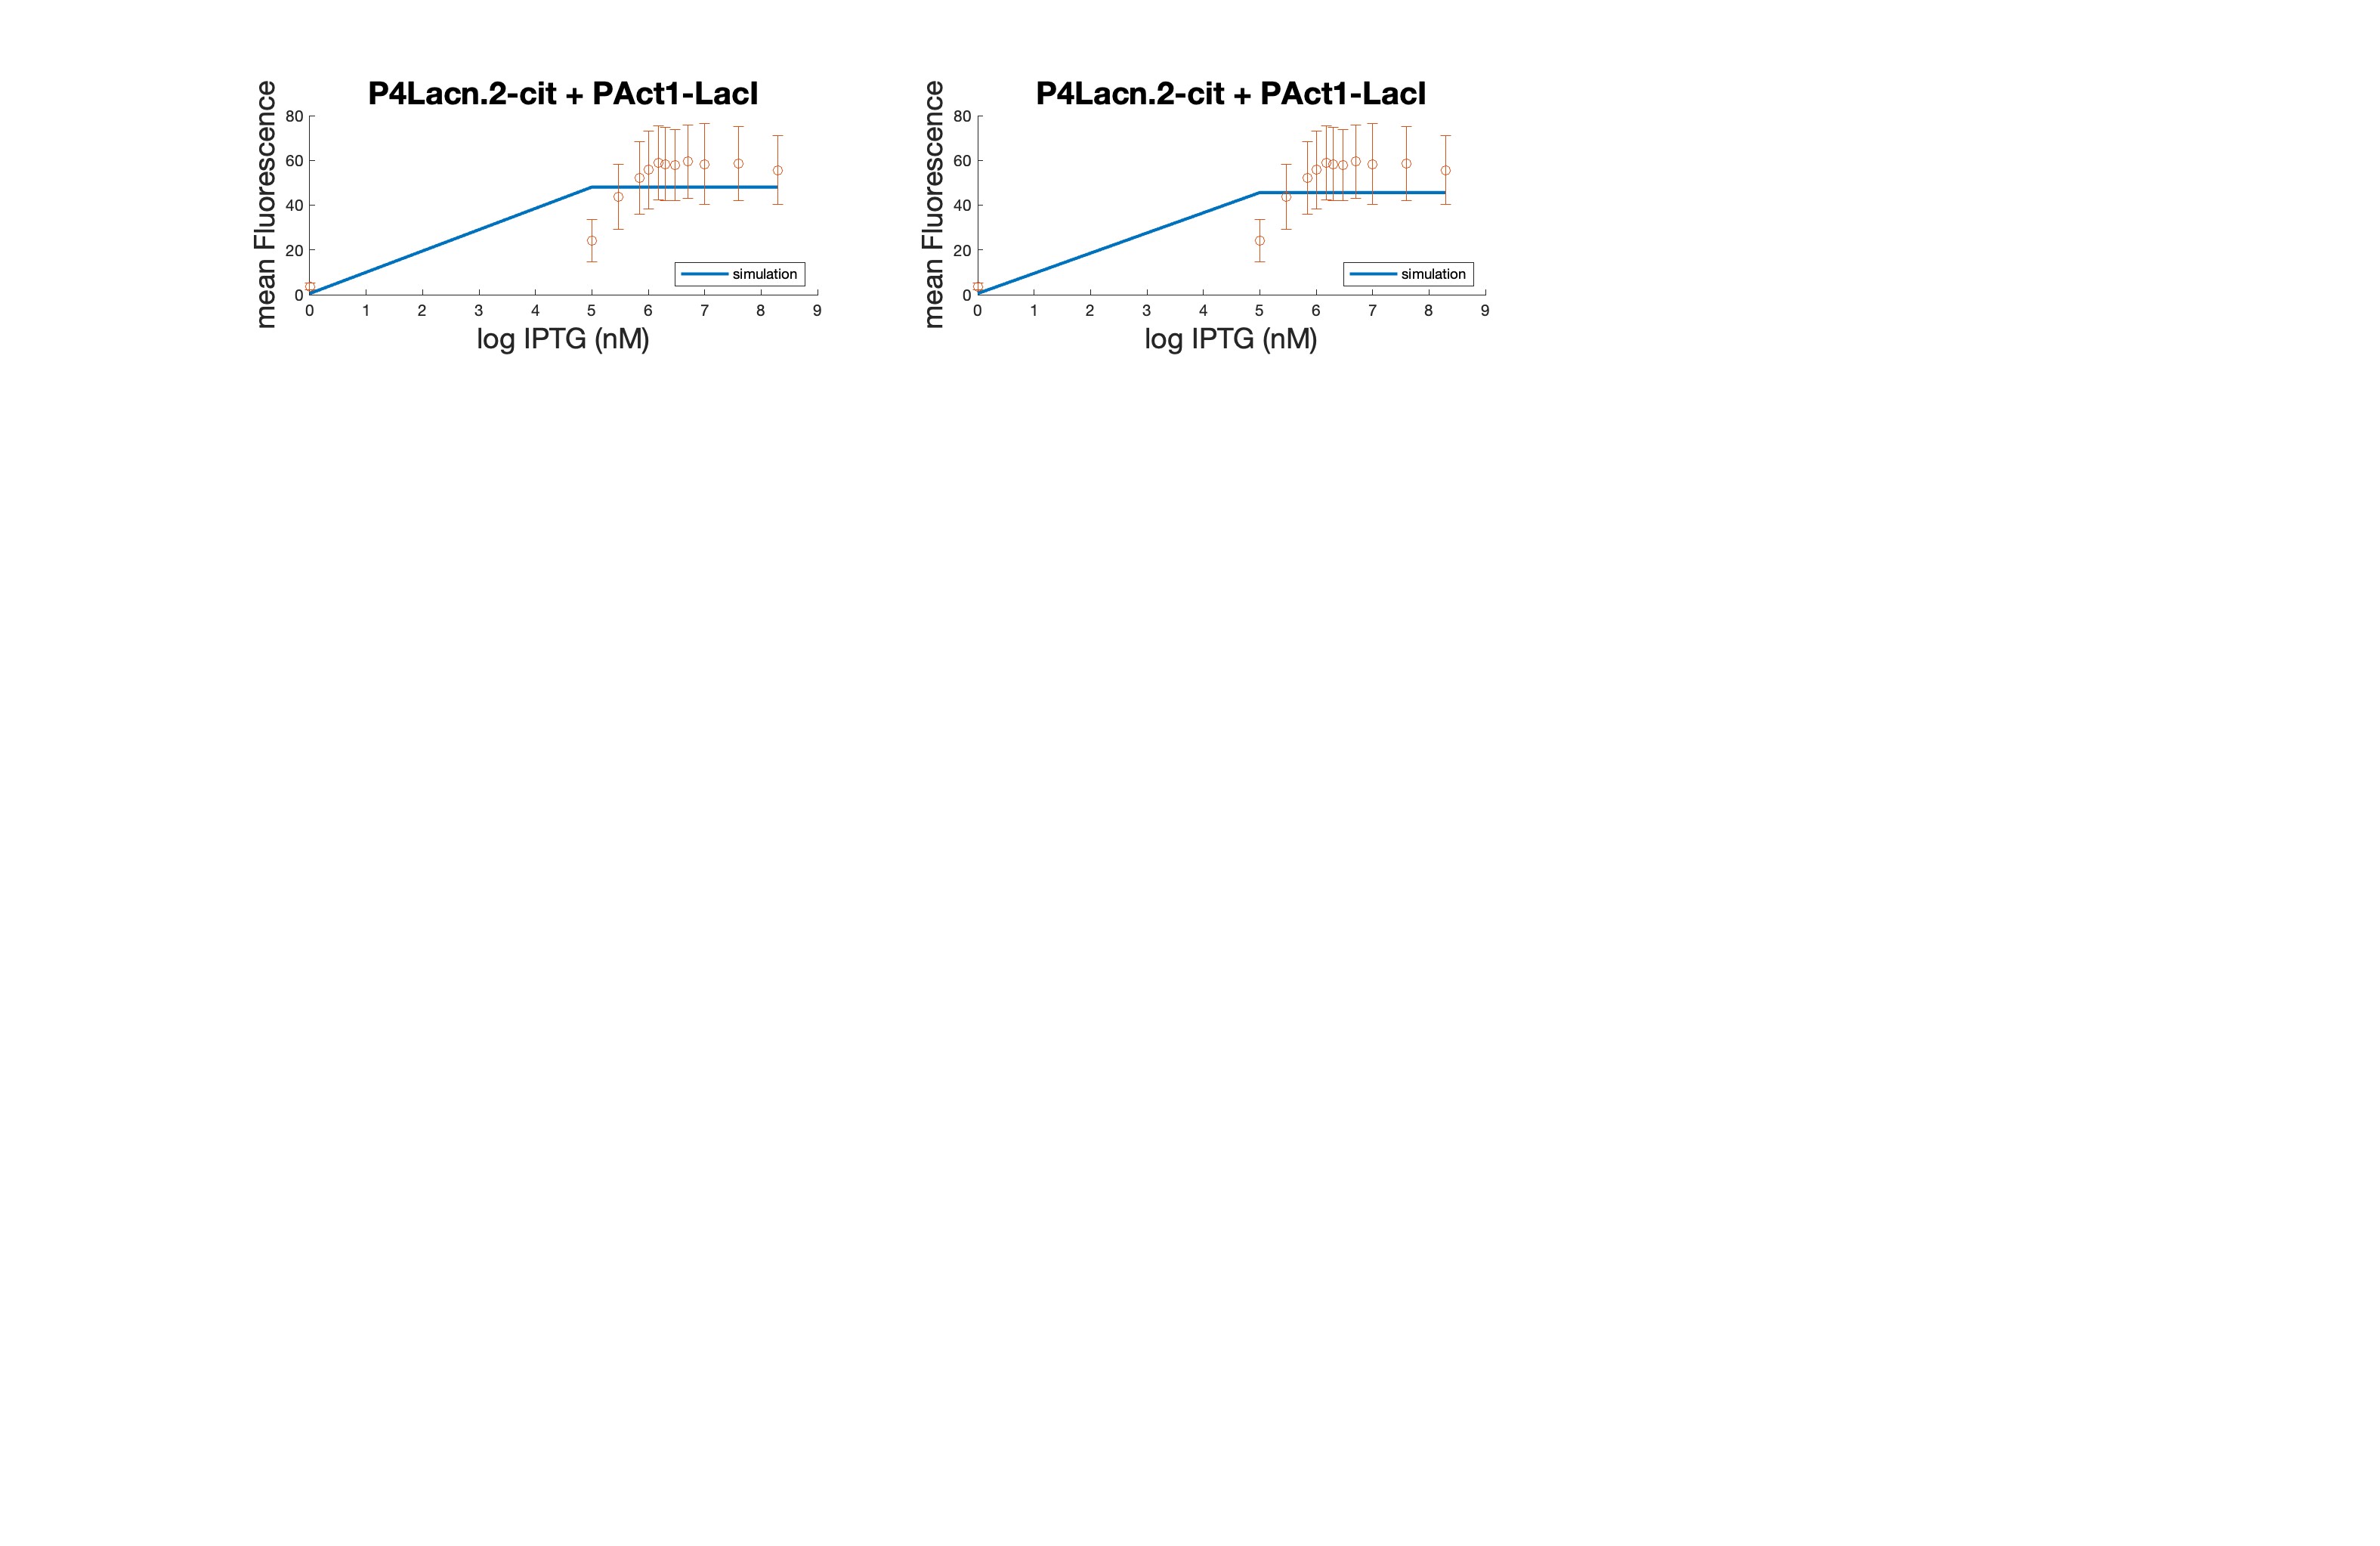 P4Lacn.2-cit + PAct1-LacI
mean Fluorescence
80
60
40
20
0
simulation
0 1 2 3 4 5 6 7 8 9
log IPTG (nM)
P4Lacn.2-cit + PAct1-LacI
mean Fluorescence
80
60
40
20
0
simulation
0 1 2 3 4 5 6 7 8 9
log IPTG (nM)